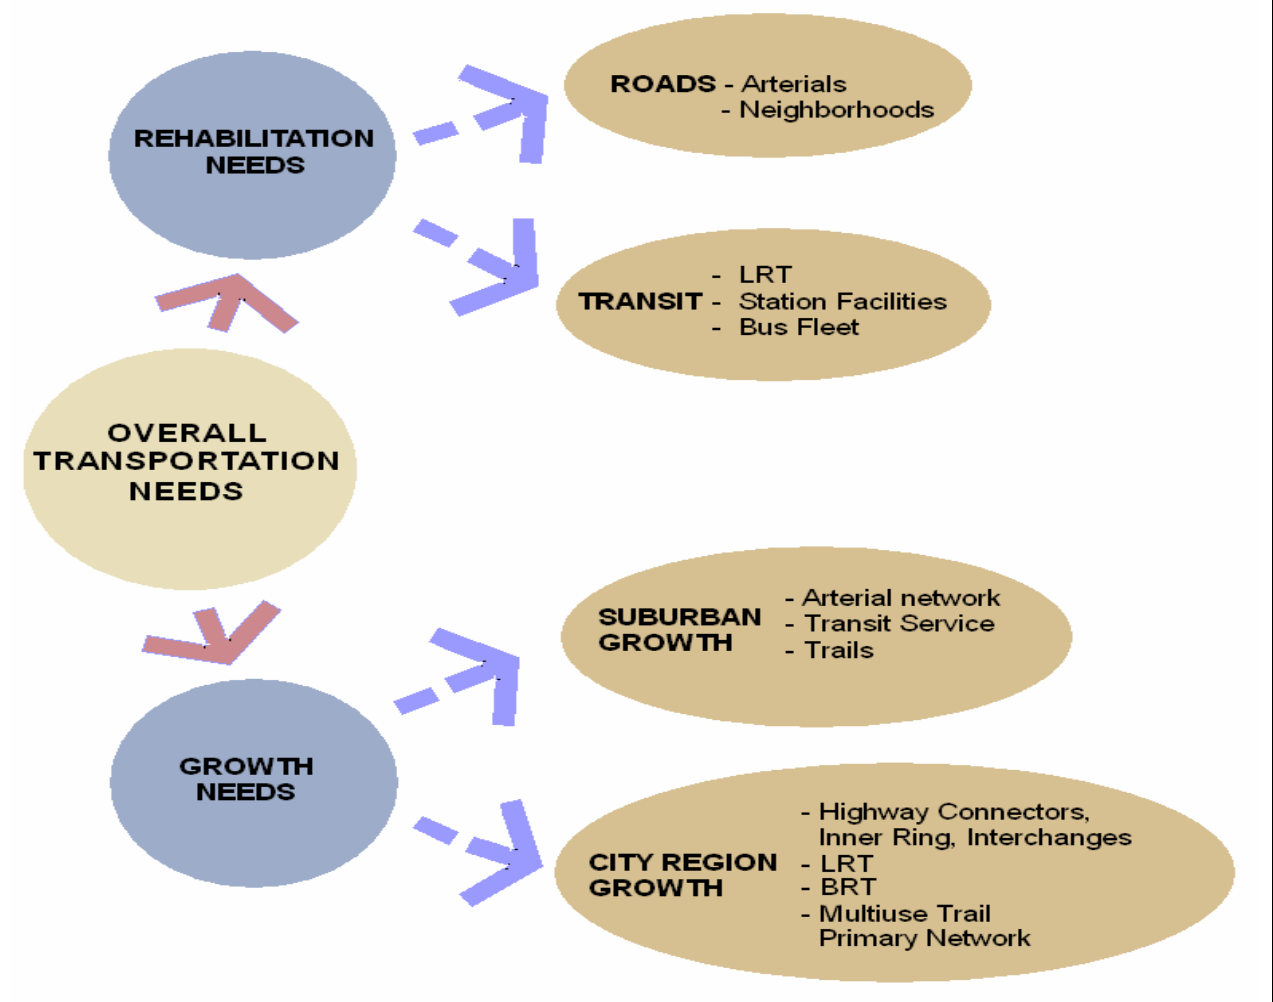 REHABILITATION
NEEDS
ROADS - Arterials
- Neighborhoods
- LRT
TRANSIT - Station Facilities
- Bus Fleet
OVERALL
TRANSPORTATION
NEEDS
GROWTH
NEEDS
SUBURBAN
GROWTH
- Arterial network
- Transit Service
- Trails
CITY REGION
GROWTH
- Highway Connectors,
Inner Ring, Interchanges
- LRT
- BRT
- Multiuse Trail
Primary Network